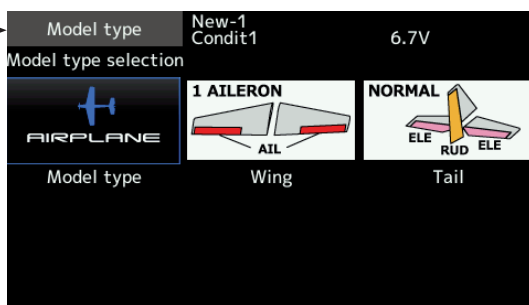 Model type
New-1
Condit1
6.7V
Model type selection
AIRPLANE
1 AILERON
AIL
NORMAL
ELE
RUD
ELE
Model type
Wing
Tail